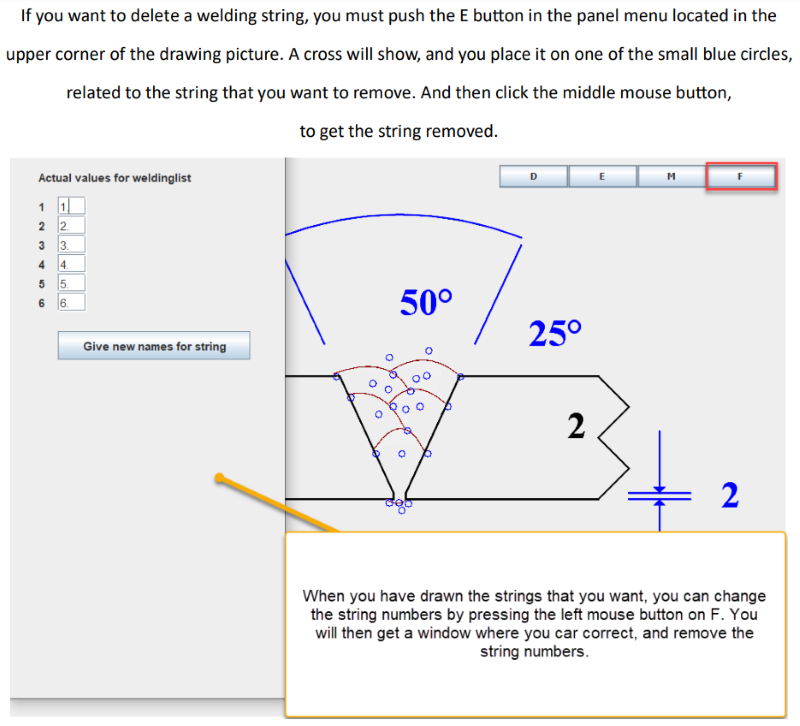 If you want to delete a welding string, you must push the E button in the panel menu located in the
upper corner of the drawing picture. A cross will show, and you place it on one of the small blue circles,
related to the string that you want to remove. And then click the middle mouse button,
to get the string removed.
Actual values for weldinglist
D E M F
1 1
2 2.
3 3.
4 4.
5 5.
6 6.
Give new names for string
50°
25°
2
2
When you have drawn the strings that you want, you can change
the string numbers by pressing the left mouse button on F. You
will then get a window where you car correct, and remove the
string numbers.